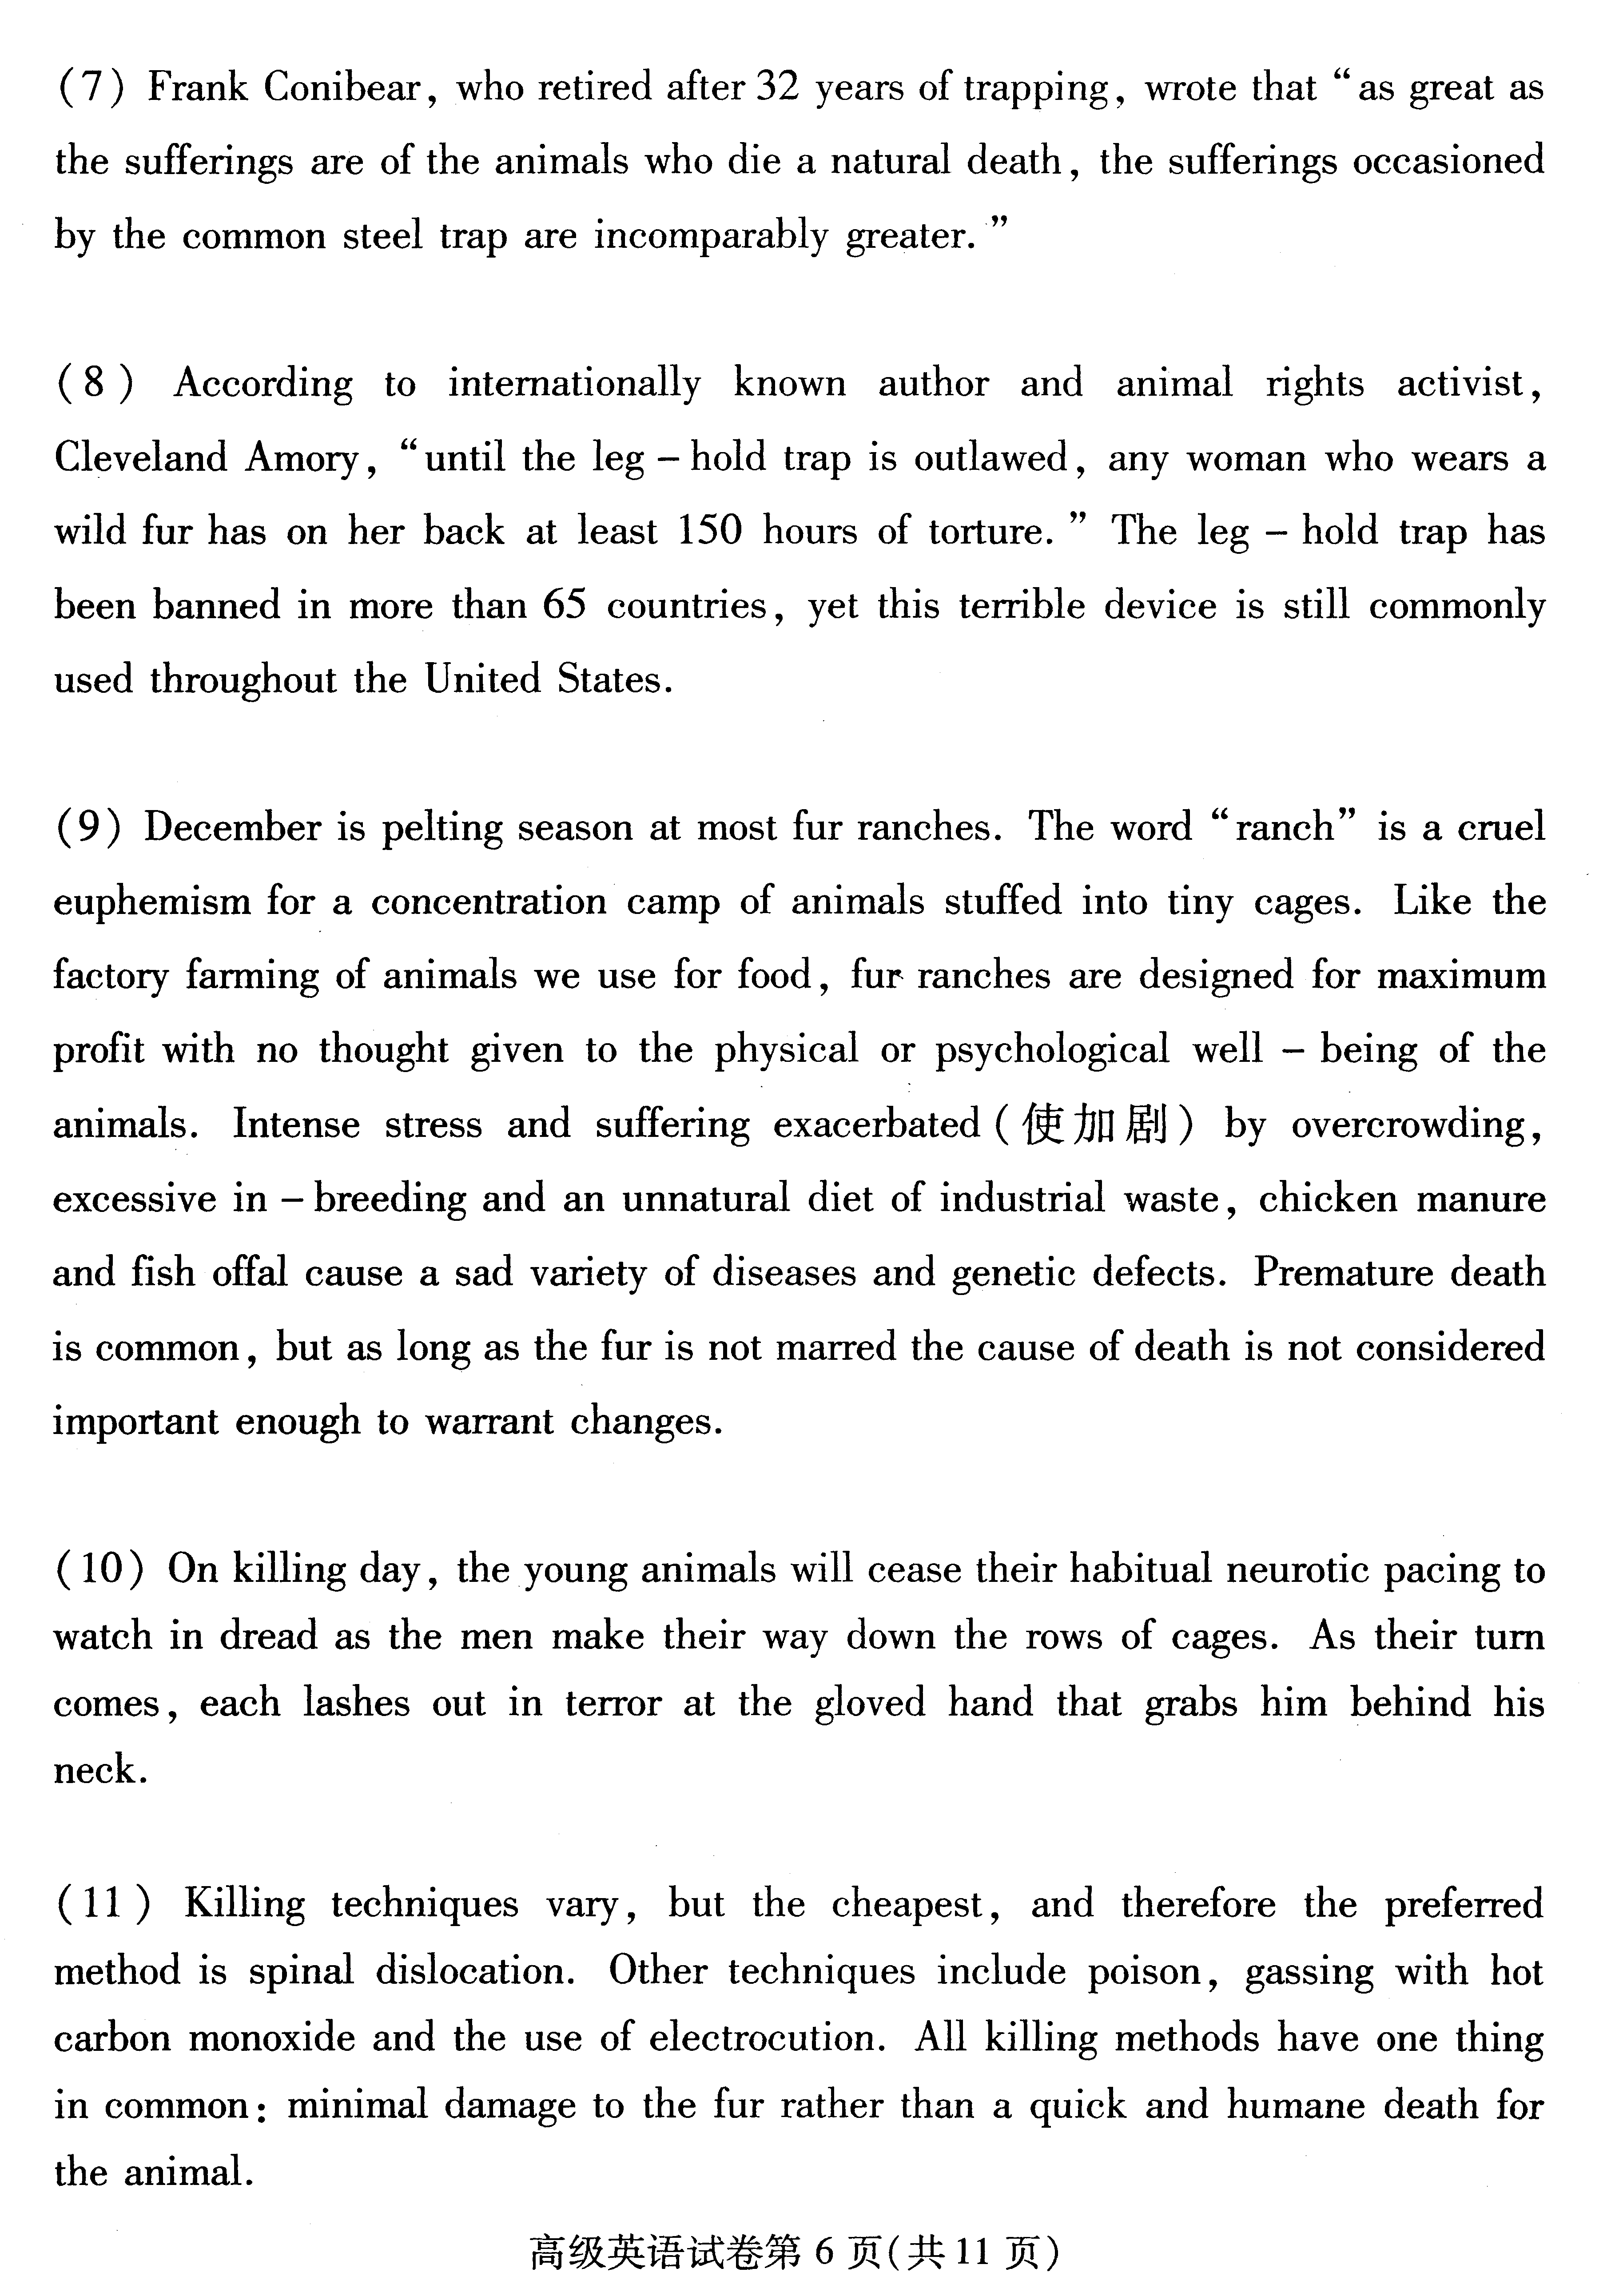 (7) Frank Conibear, who retired after 32 years of trapping, wrote that “as great as
the sufferings are of the animals who die a natural death, the sufferings occasioned
by the common steel trap are incomparably greater.”
(8) According to internationally known author and animal rights activist,
Cleveland Amory, “until the leg – hold trap is outlawed, any woman who wears a
wild fur has on her back at least 150 hours of torture.” The leg – hold trap has
been banned in more than 65 countries, yet this terrible device is still commonly
used throughout the United States.
(9) December is pelting season at most fur ranches. The word “ranch” is a cruel
euphemism for a concentration camp of animals stuffed into tiny cages. Like the
factory farming of animals we use for food, fur ranches are designed for maximum
profit with no thought given to the physical or psychological well – being of the
animals. Intense stress and suffering exacerbated (使加剧) by overcrowding,
excessive in – breeding and an unnatural diet of industrial waste, chicken manure
and fish offal cause a sad variety of diseases and genetic defects. Premature death
is common, but as long as the fur is not marred the cause of death is not considered
important enough to warrant changes.
(10) On killing day, the young animals will cease their habitual neurotic pacing to
watch in dread as the men make their way down the rows of cages. As their turn
comes, each lashes out in terror at the gloved hand that grabs him behind his
neck.
(11) Killing techniques vary, but the cheapest, and therefore the preferred
method is spinal dislocation. Other techniques include poison, gassing with hot
carbon monoxide and the use of electrocution. All killing methods have one thing
in common: minimal damage to the fur rather than a quick and humane death for
the animal.
高级英语试卷第 6 页(共 11 页)